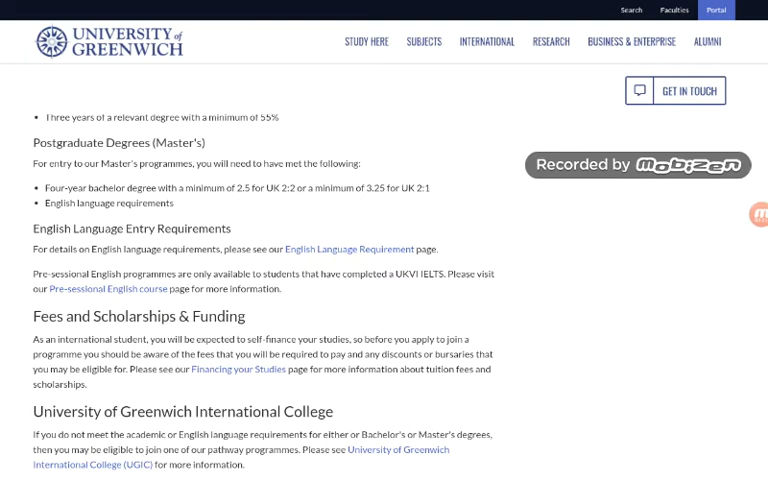 Search Faculties Portal
UNIVERSITY of
GREENWICH
STUDY HERE SUBJECTS INTERNATIONAL RESEARCH BUSINESS & ENTERPRISE ALUMNI
GET IN TOUCH
Three years of a relevant degree with a minimum of 55%
Postgraduate Degrees (Master's)
For entry to our Master's programmes, you will need to have met the following:
Recorded by mobizen
Four-year bachelor degree with a minimum of 2.5 for UK 2:2 or a minimum of 3.25 for UK 2:1
English language requirements
English Language Entry Requirements
For details on English language requirements, please see our English Language Requirement page.
Pre-sessional English programmes are only available to students that have completed a UKVI IELTS. Please visit
our Pre-sessional English course page for more information.
Fees and Scholarships & Funding
As an international student, you will be expected to self-finance your studies, so before you apply to join a
programme you should be aware of the fees that you will be required to pay and any discounts or bursaries that
you may be eligible for. Please see our Financing your Studies page for more information about tuition fees and
scholarships.
University of Greenwich International College
If you do not meet the academic or English language requirements for either or Bachelor's or Master's degrees,
then you may be eligible to join one of our pathway programmes. Please see University of Greenwich
International College (UGIC) for more information.